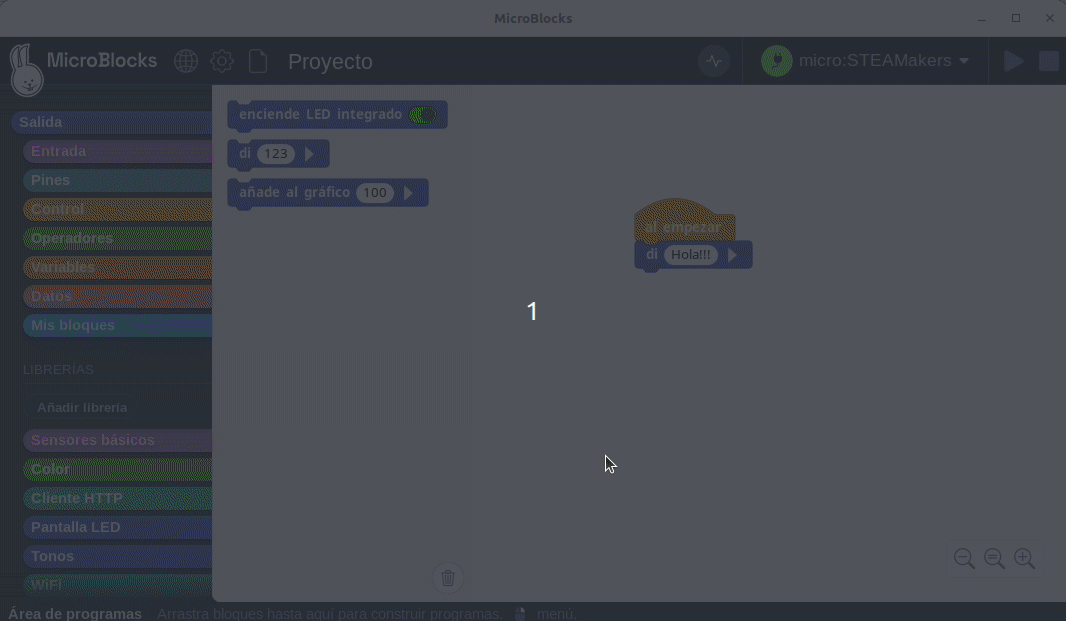 MicroBlocks
MicroBlocks
Proyecto
micro:STEAMakers
Salida
Entrada
Pines
Control
Operadores
Variables
Datos
Mis bloques
LIBRERÍAS
Añadir librería
Sensores básicos
Color
Cliente HTTP
Pantalla LED
Tonos
WiFi
enciende LED integrado
di 123
añade al gráfico 100
al empezar
di Hola!!!
1
Área de programas Arrastra bloques hasta aquí para construir programas. menú.